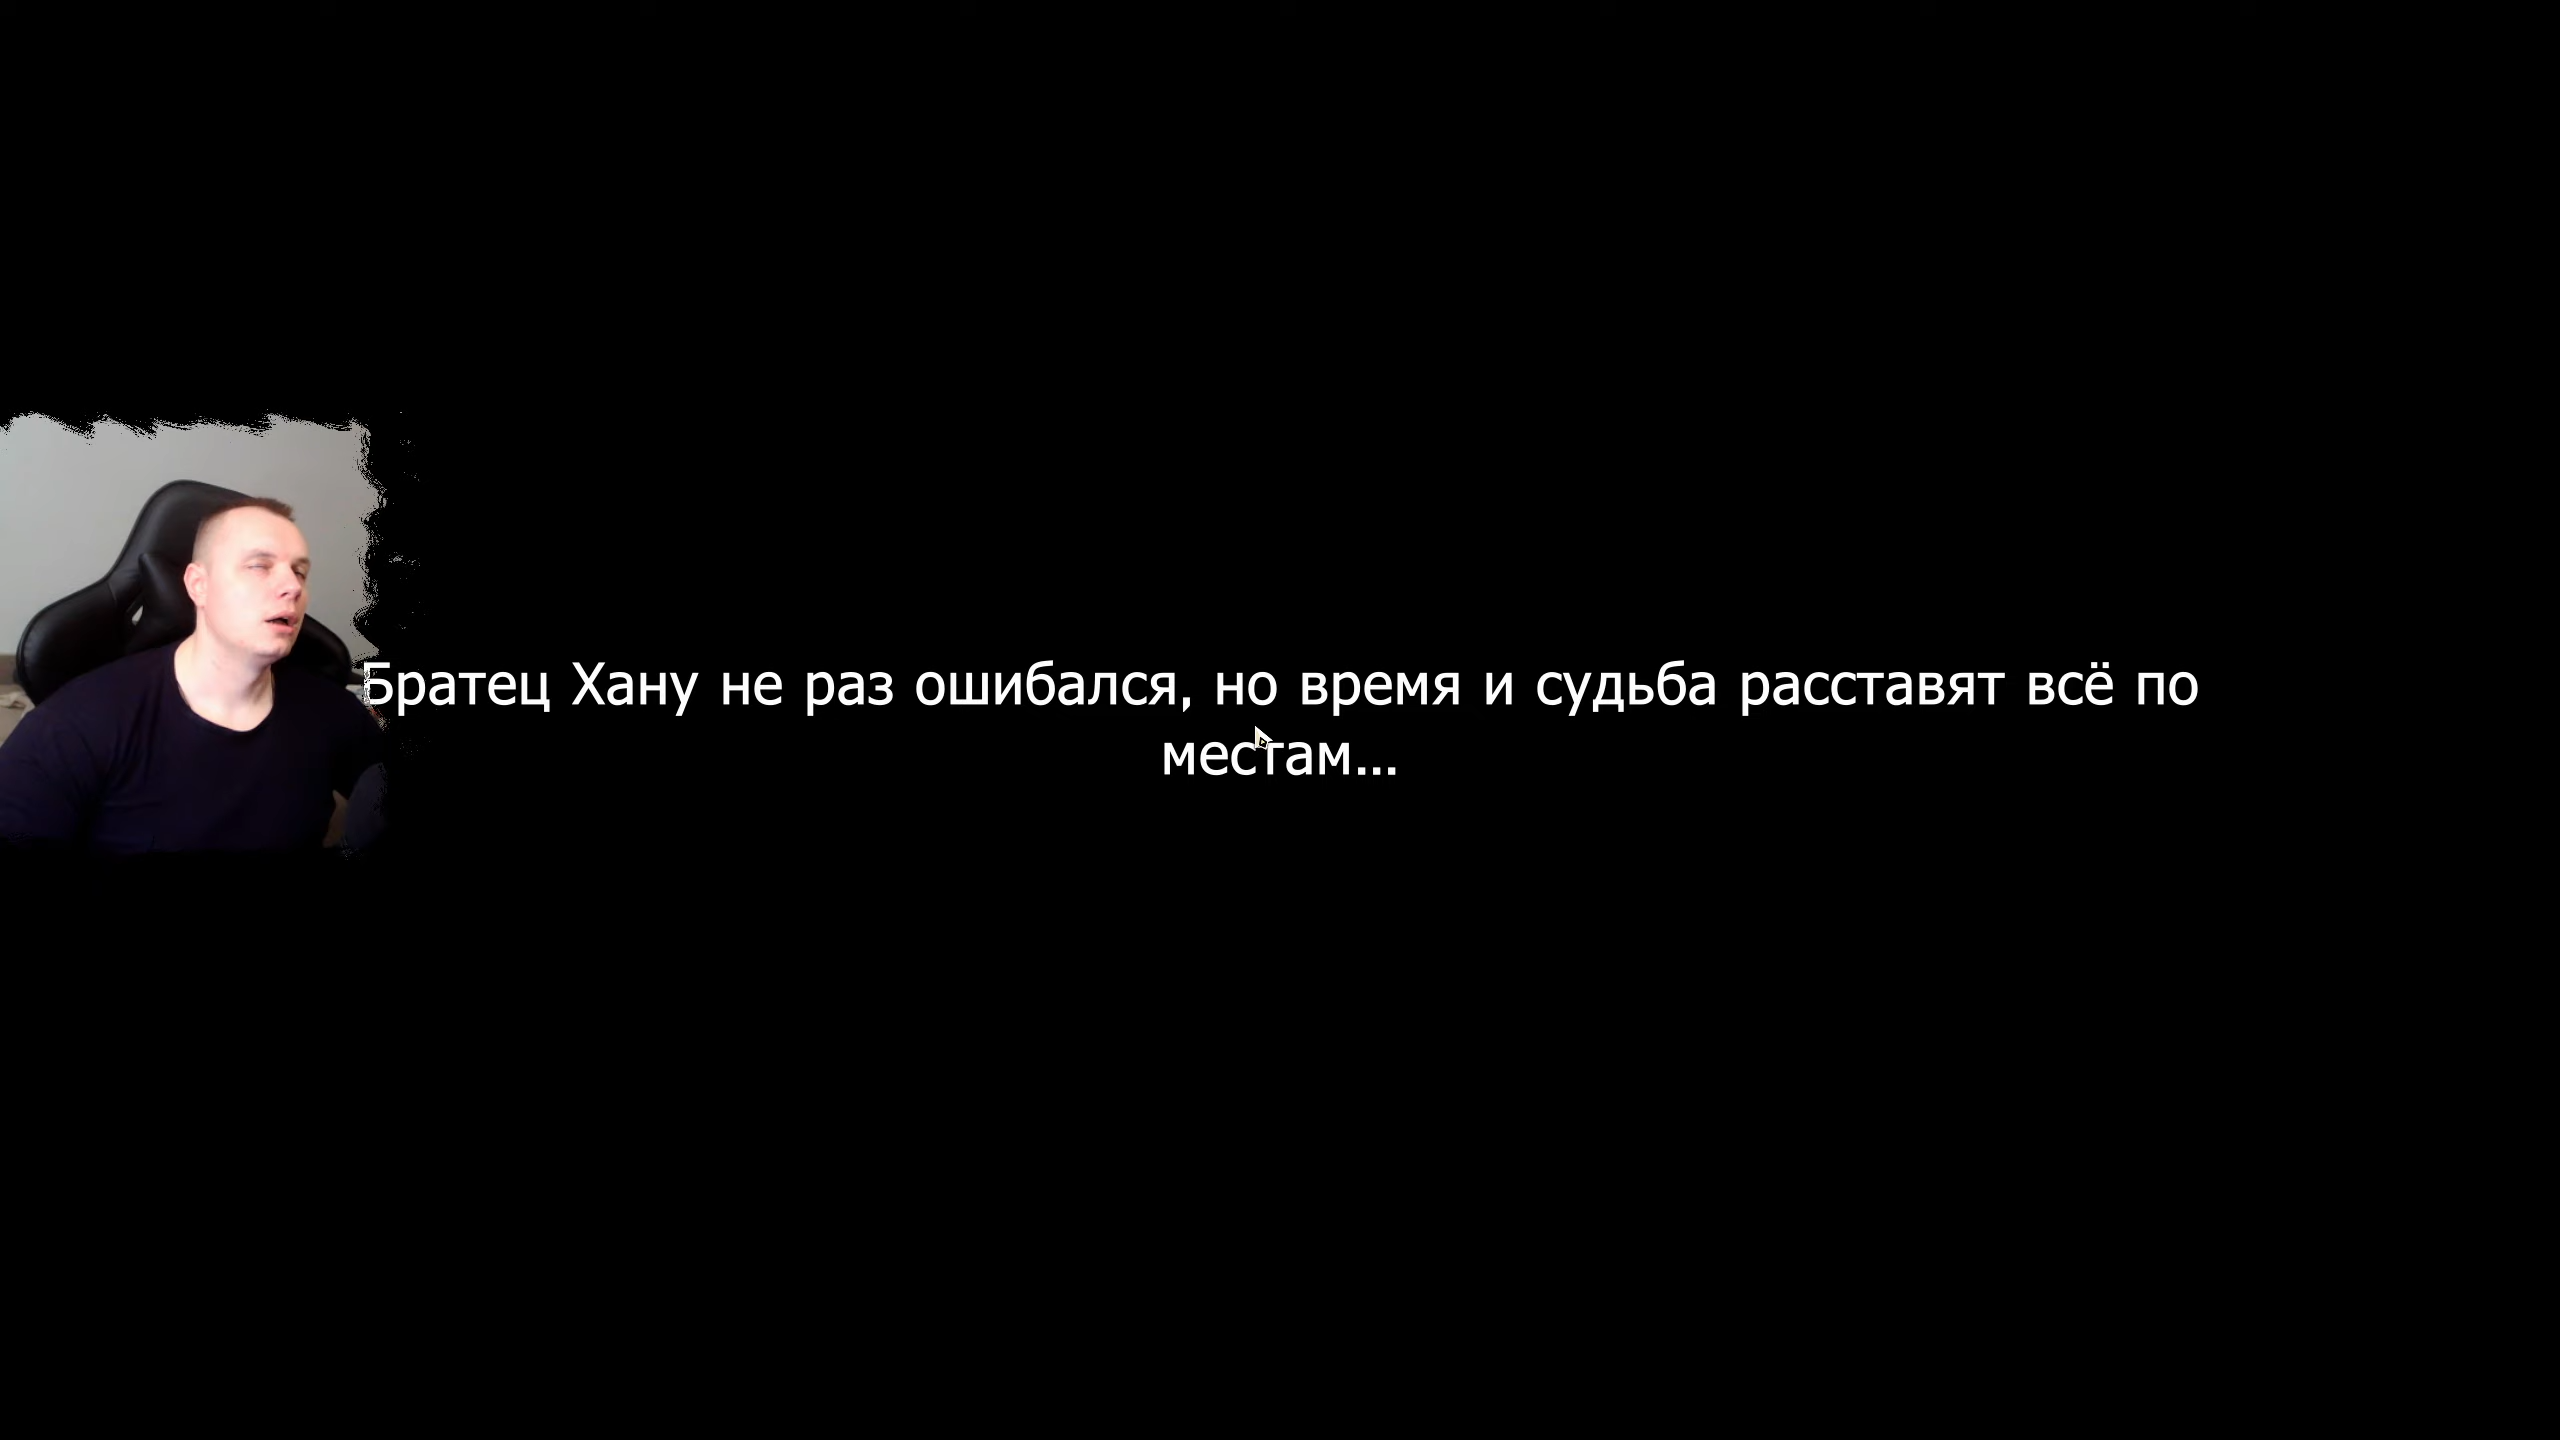 Братец Хану не раз ошибался, но время и судьба расставят всё по
местам...